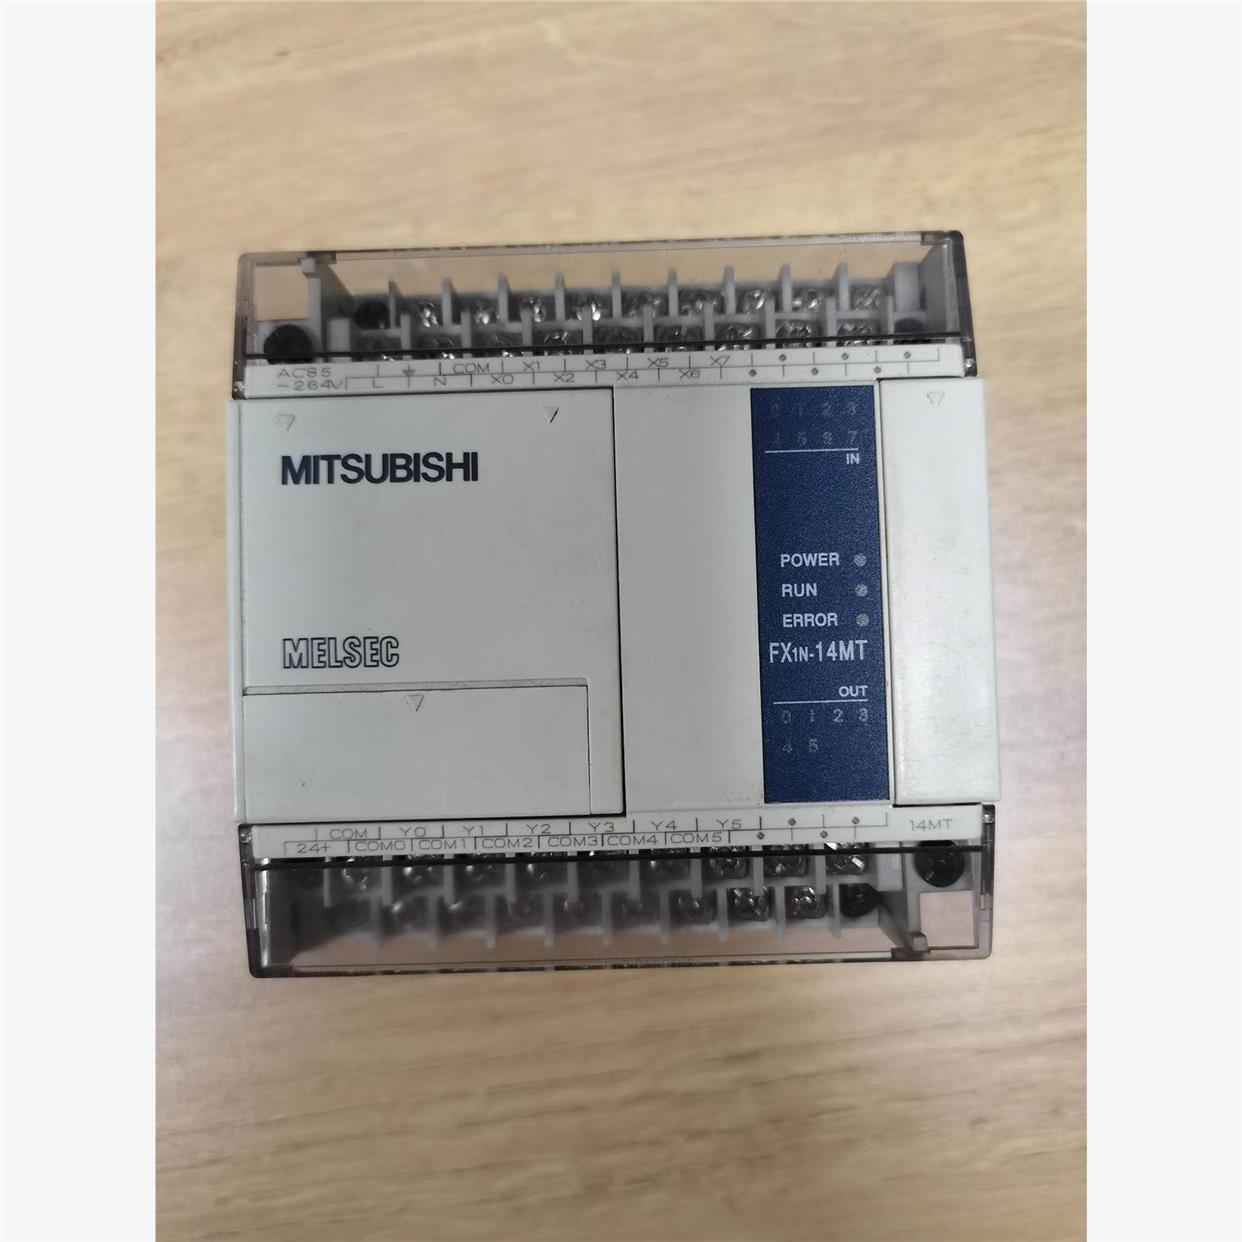 AC85 COM X1 X3 X5 X7
~264V L N X0 X2 X4 X6
0 1 2 3
4 5 6 7
IN
MITSUBISHI
POWER
RUN
ERROR
MELSEC
FX1N-14MT
OUT
0 1 2 3
4 5
COM Y0 Y1 Y2 Y3 Y4 Y5 14MT
24+ COM0 COM1 COM2 COM3 COM4 COM5